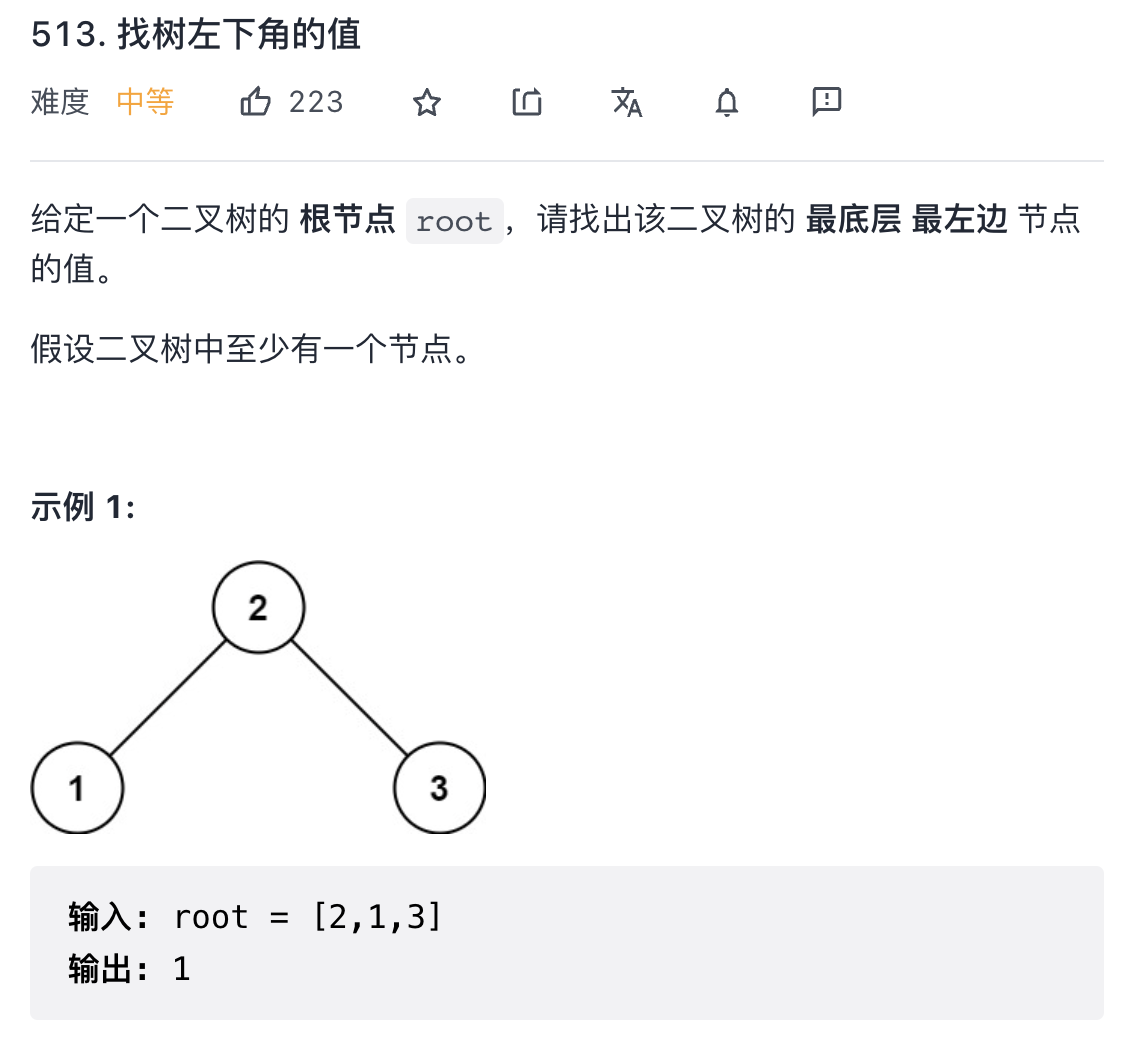 513. 找树左下角的值
难度 中等 223
给定一个二叉树的 根节点 root，请找出该二叉树的 最底层 最左边 节点
的值。
假设二叉树中至少有一个节点。
示例 1:
2
1 3
输入: root = [2,1,3]
输出: 1